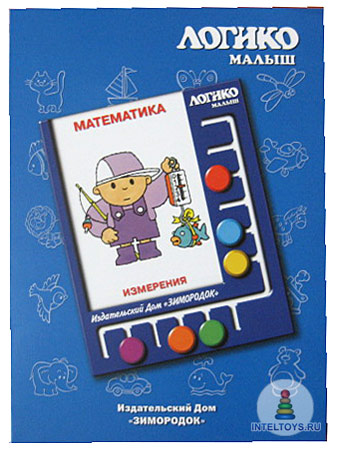 ЛОГИКО
МАЛЫШ
МАТЕМАТИКА
ЛОГИКО
МАЛЫШ
ИЗМЕРЕНИЯ
Издательский Дом «ЗИМОРОДОК»
Издательский Дом
«ЗИМОРОДОК»
INTELTOYS.RU